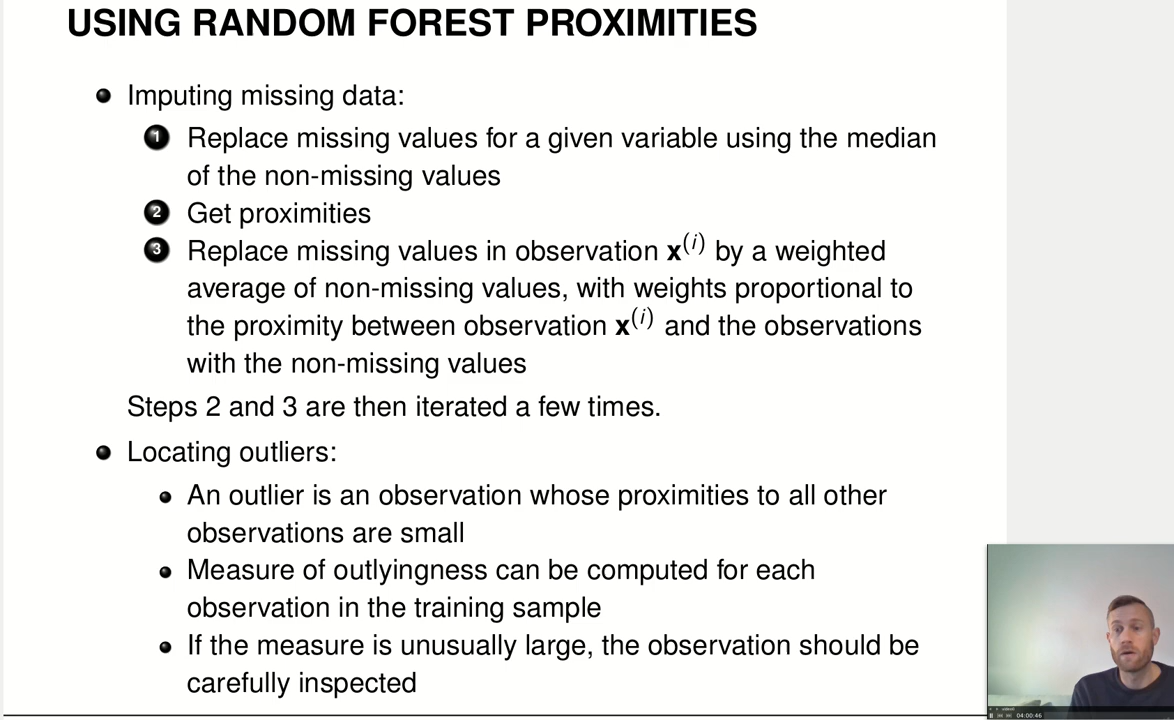 USING RANDOM FOREST PROXIMITIES
Imputing missing data:
1 Replace missing values for a given variable using the median
of the non-missing values
2 Get proximities
3 Replace missing values in observation x^(i) by a weighted
average of non-missing values, with weights proportional to
the proximity between observation x^(i) and the observations
with the non-missing values
Steps 2 and 3 are then iterated a few times.
Locating outliers:
An outlier is an observation whose proximities to all other
observations are small
Measure of outlyingness can be computed for each
observation in the training sample
If the measure is unusually large, the observation should be
carefully inspected
04:00:46